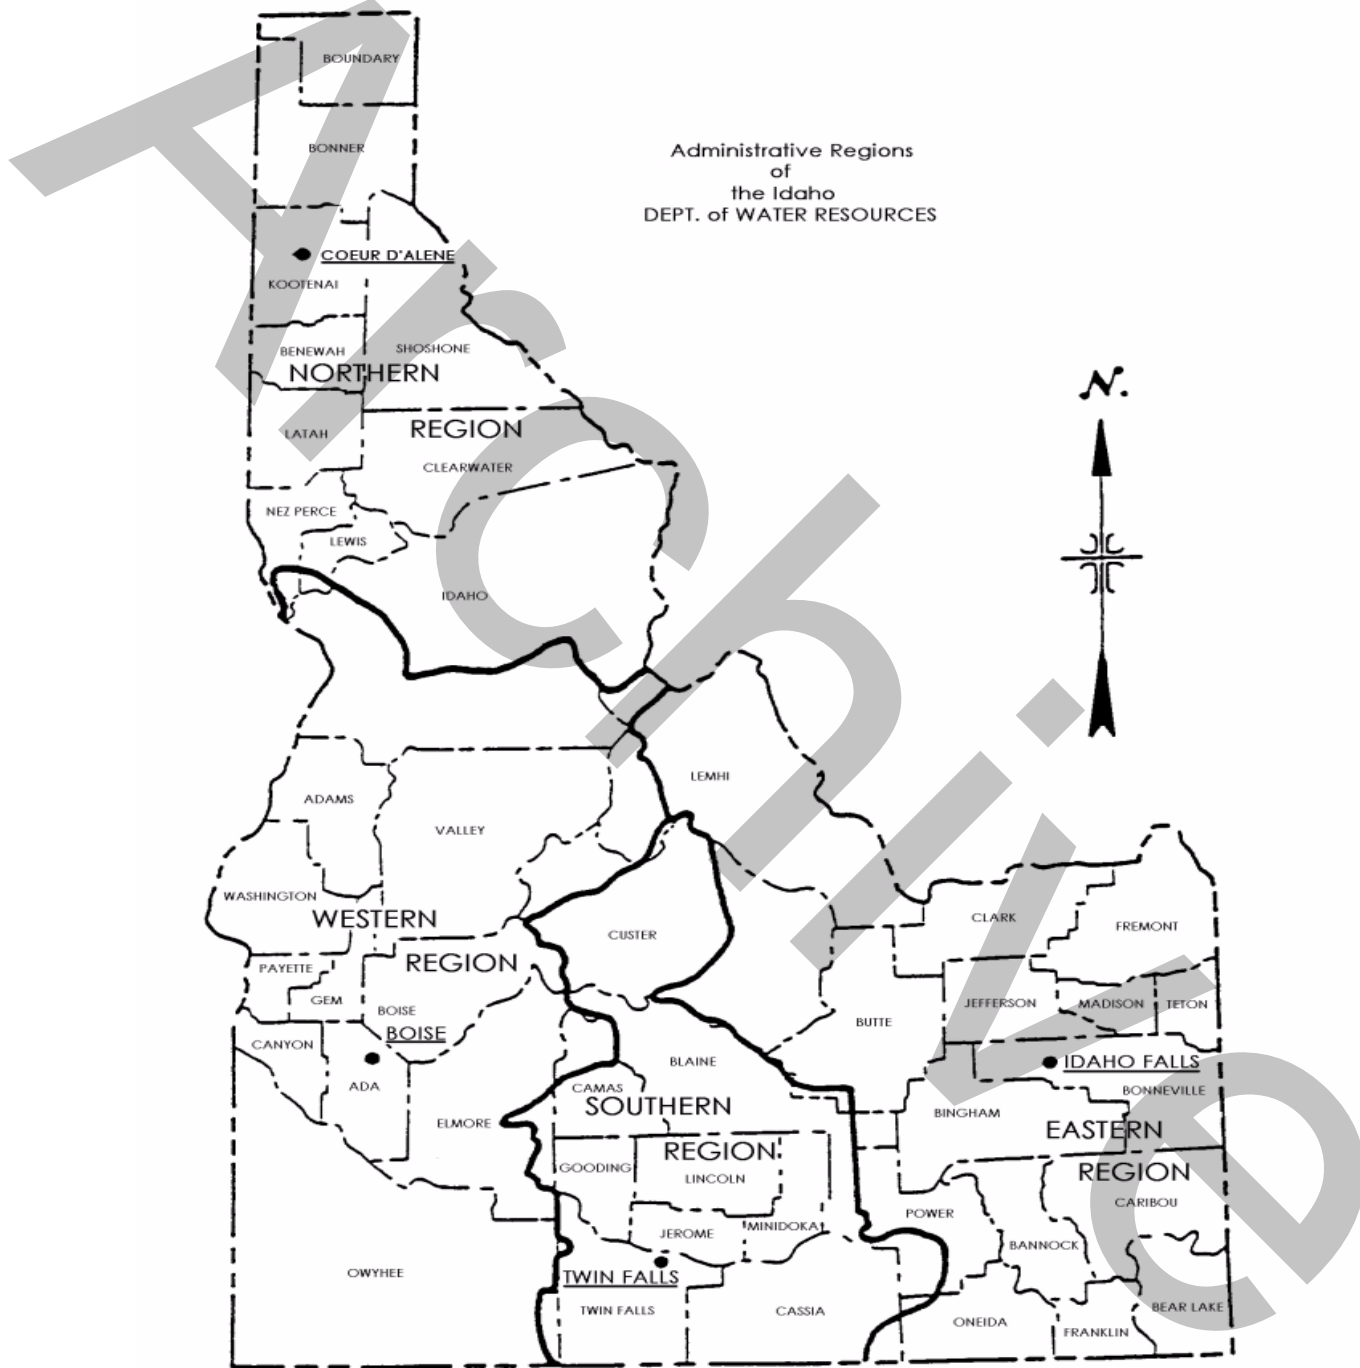 BOUNDARY
BONNER
Administrative Regions
of
the Idaho
DEPT. of WATER RESOURCES
COEUR D'ALENE
KOOTENAI
BENEWAH
SHOSHONE
NORTHERN
REGION
LATAH
CLEARWATER
NEZ PERCE
LEWIS
IDAHO
N.
LEMHI
ADAMS
VALLEY
WASHINGTON
WESTERN
REGION
CUSTER
CLARK
FREMONT
PAYETTE
GEM
BOISE
BOISE
JEFFERSON
MADISON
TETON
BUTTE
CANYON
ADA
ELMORE
BLAINE
CAMAS
SOUTHERN
REGION
IDAHO FALLS
BONNEVILLE
BINGHAM
EASTERN
REGION
GOODING
LINCOLN
CARIBOU
POWER
JEROME
MINIDOKA
BANNOCK
OWYHEE
TWIN FALLS
TWIN FALLS
CASSIA
ONEIDA
FRANKLIN
BEAR LAKE
Archive